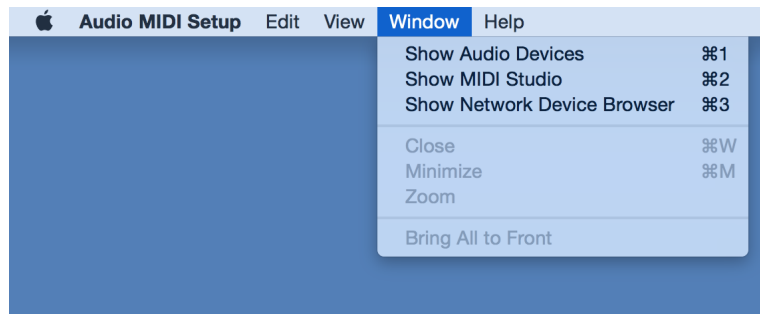 Audio MIDI Setup Edit View Window Help
Show Audio Devices ⌘1
Show MIDI Studio ⌘2
Show Network Device Browser ⌘3
Close ⌘W
Minimize ⌘M
Zoom
Bring All to Front